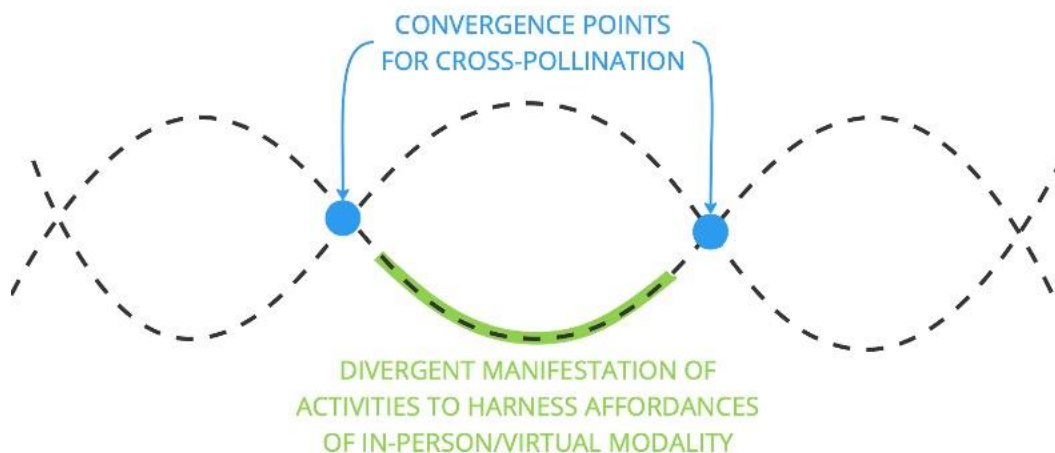 CONVERGENCE POINTS
FOR CROSS-POLLINATION
DIVERGENT MANIFESTATION OF
ACTIVITIES TO HARNESS AFFORDANCES
OF IN-PERSON/VIRTUAL MODALITY